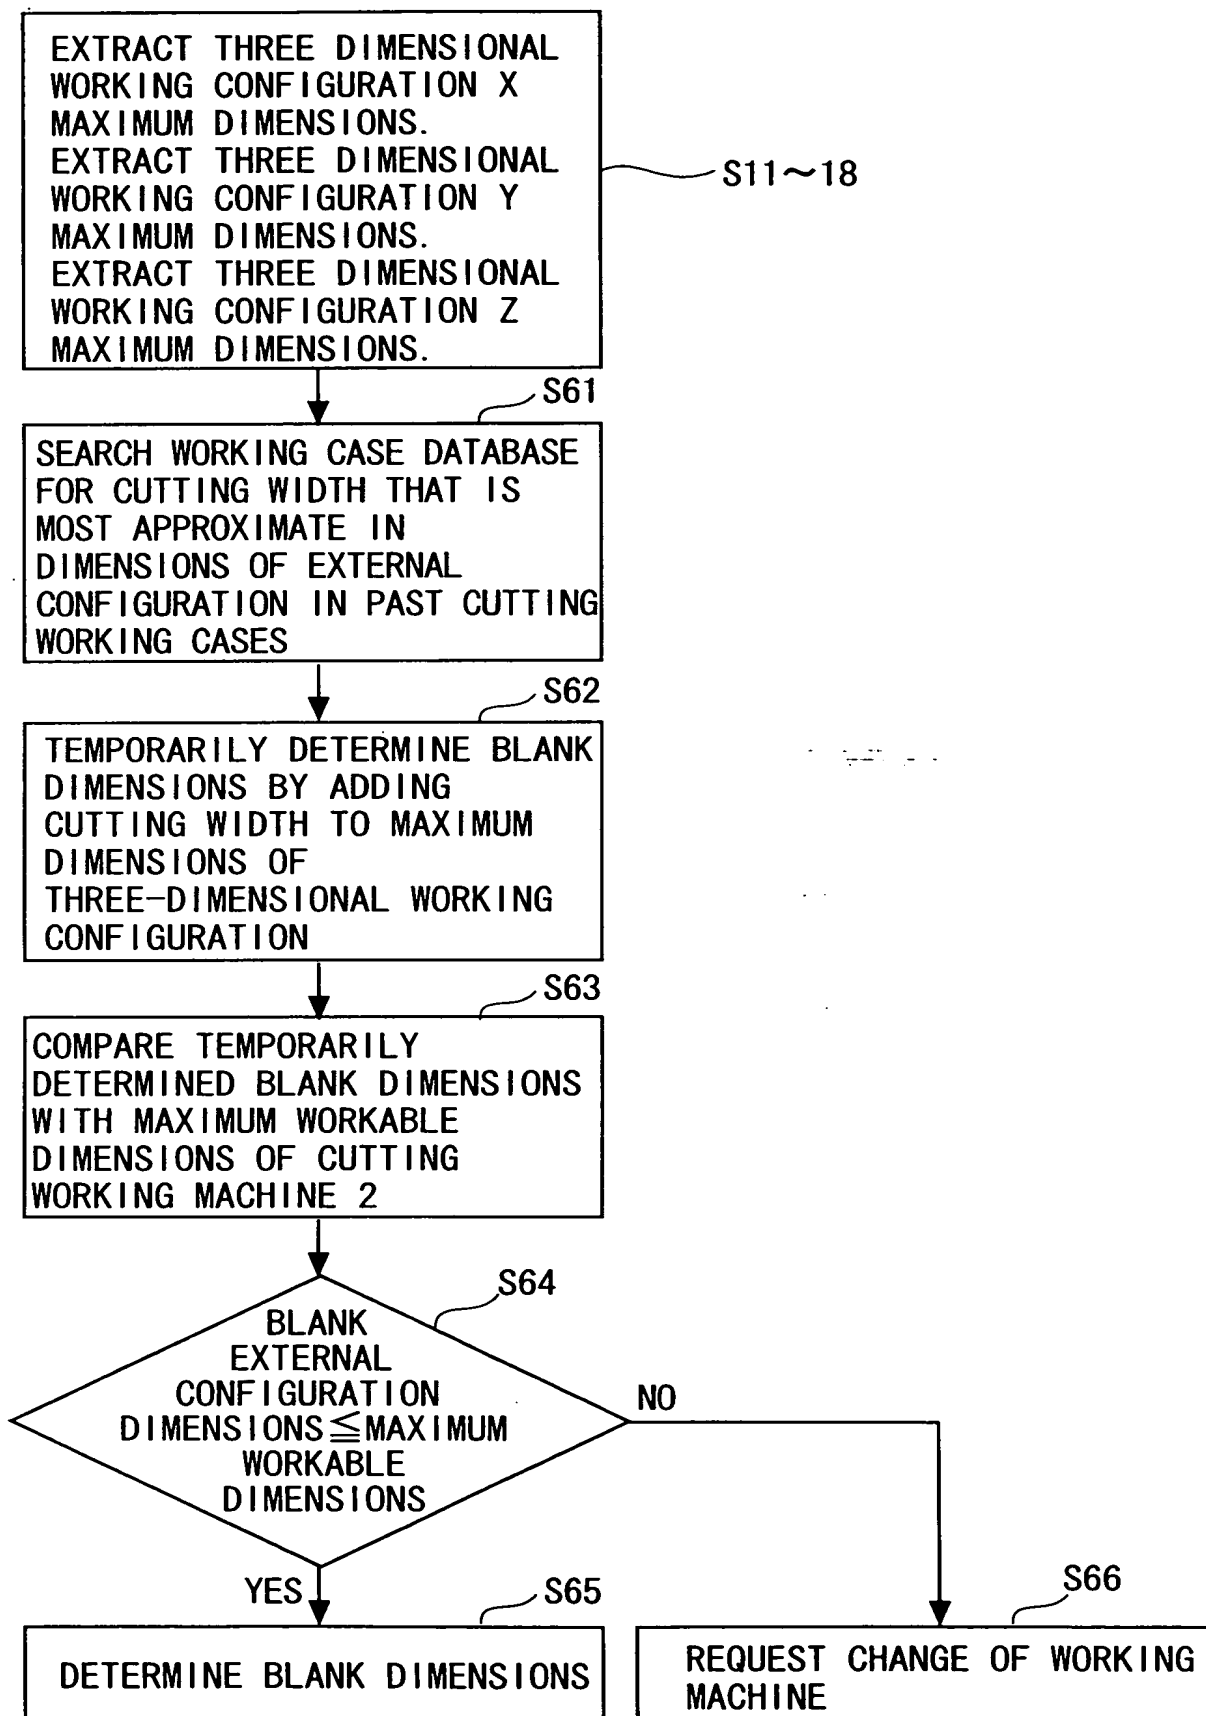 EXTRACT THREE DIMENSIONAL
WORKING CONFIGURATION X
MAXIMUM DIMENSIONS.
EXTRACT THREE DIMENSIONAL
WORKING CONFIGURATION Y
MAXIMUM DIMENSIONS.
EXTRACT THREE DIMENSIONAL
WORKING CONFIGURATION Z
MAXIMUM DIMENSIONS.
S11〜18
S61
SEARCH WORKING CASE DATABASE
FOR CUTTING WIDTH THAT IS
MOST APPROXIMATE IN
DIMENSIONS OF EXTERNAL
CONFIGURATION IN PAST CUTTING
WORKING CASES
S62
TEMPORARILY DETERMINE BLANK
DIMENSIONS BY ADDING
CUTTING WIDTH TO MAXIMUM
DIMENSIONS OF
THREE-DIMENSIONAL WORKING
CONFIGURATION
S63
COMPARE TEMPORARILY
DETERMINED BLANK DIMENSIONS
WITH MAXIMUM WORKABLE
DIMENSIONS OF CUTTING
WORKING MACHINE 2
S64
BLANK
EXTERNAL
CONFIGURATION
DIMENSIONS≦MAXIMUM
WORKABLE
DIMENSIONS
NO
YES
S65
DETERMINE BLANK DIMENSIONS
S66
REQUEST CHANGE OF WORKING
MACHINE